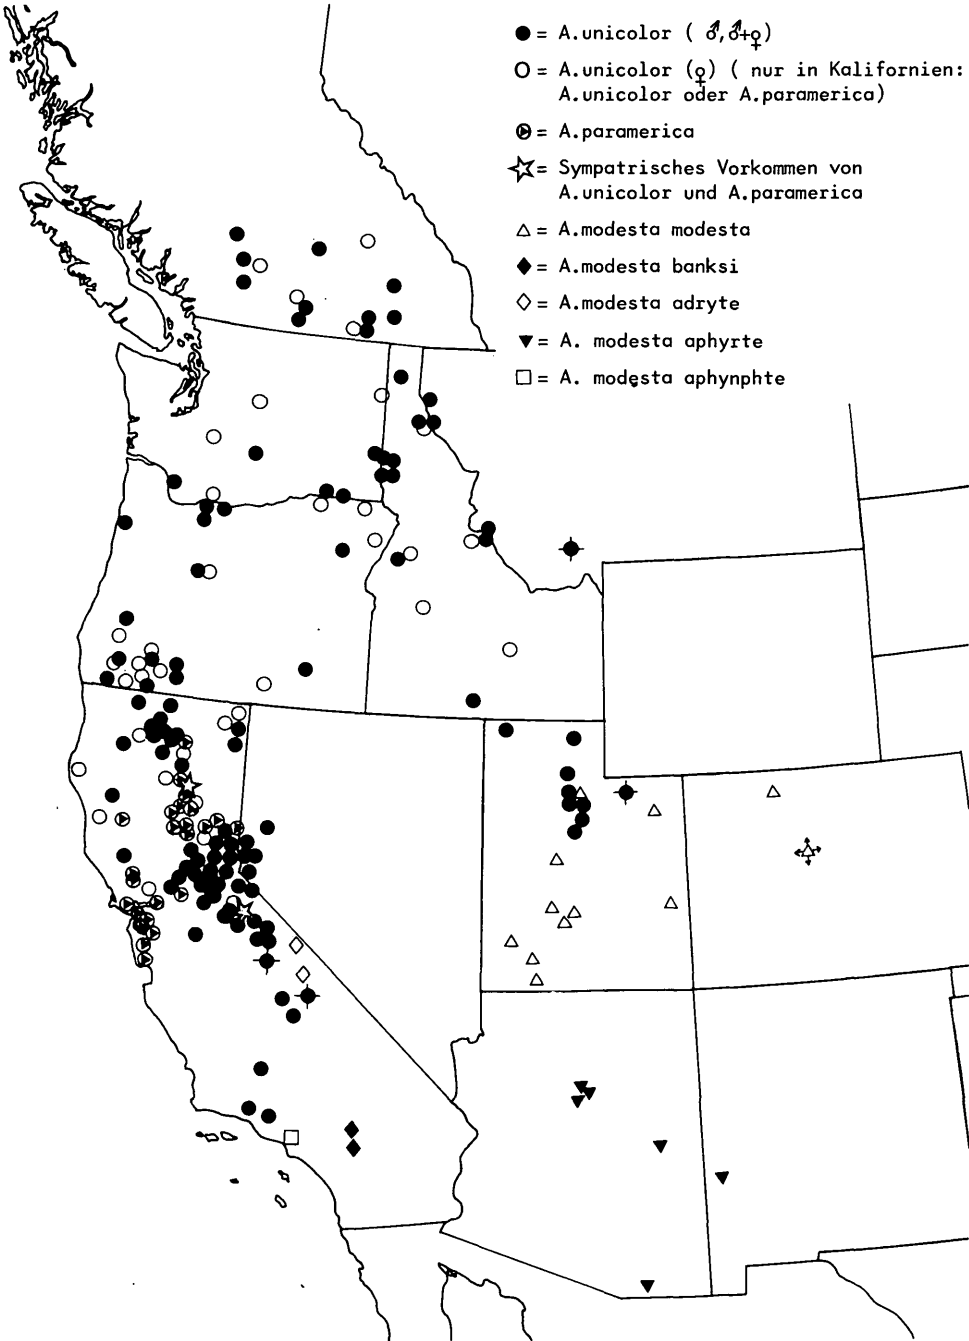 ● = A.unicolor ( ♂,♂+♀)
○ = A.unicolor (♀) ( nur in Kalifornien:
A.unicolor oder A.paramerica)
= A.paramerica
☆= Sympatrisches Vorkommen von
A.unicolor und A.paramerica
△ = A.modesta modesta
◆ = A.modesta banksi
◇ = A.modesta adryte
▼ = A. modesta aphyrte
□ = A. modesta aphynphte